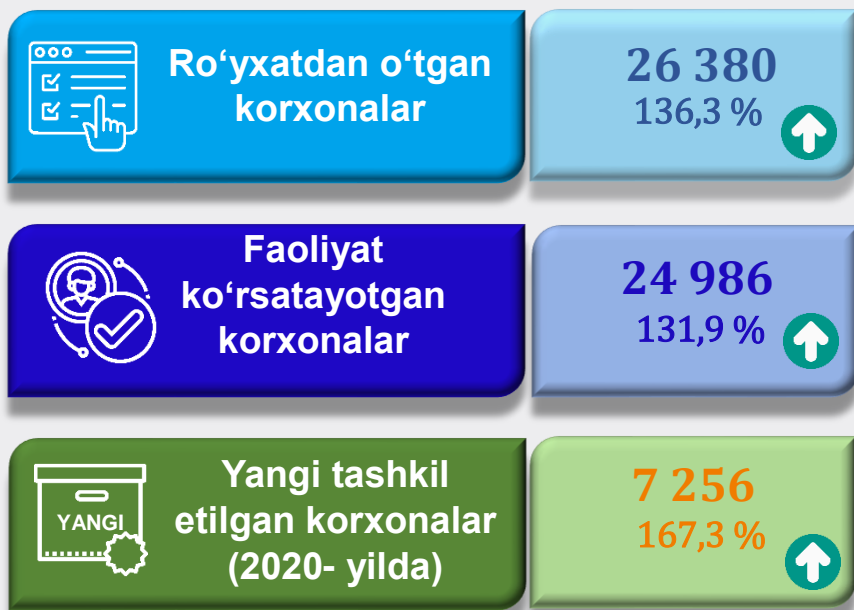 Ro‘yxatdan o‘tgan
korxonalar
26 380
136,3 %
Faoliyat
ko‘rsatayotgan
korxonalar
24 986
131,9 %
YANGI
Yangi tashkil
etilgan korxonalar
(2020- yilda)
7 256
167,3 %